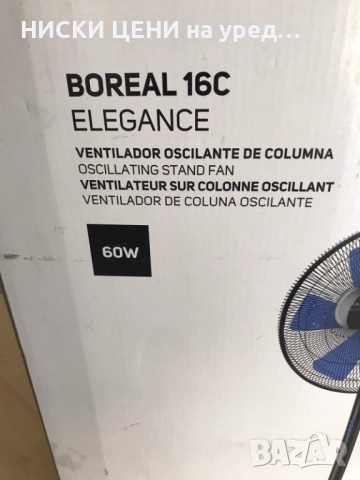 НИСКИ ЦЕНИ на уред...
BOREAL 16C
ELEGANCE
VENTILADOR OSCILANTE DE COLUMNA
OSCILLATING STAND FAN
VENTILATEUR SUR COLONNE OSCILLANT
VENTILADOR DE COLUNA OSCILANTE
60W
BAZAR